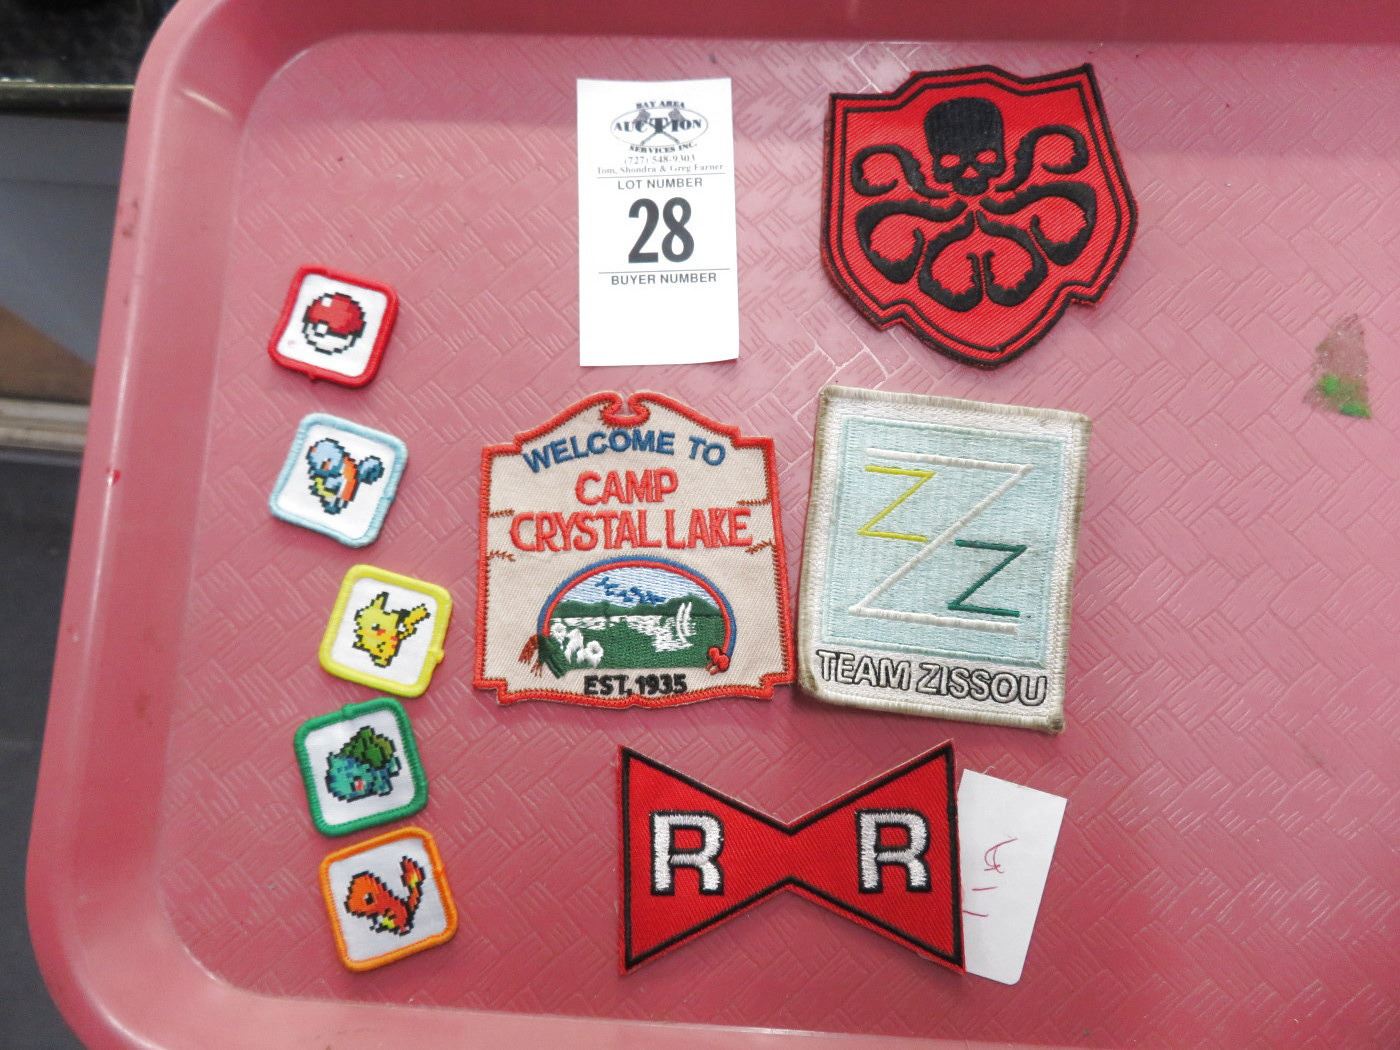 BAY AREA
AUCTION
SERVICES INC.
(727) 548-9303
Tom, Shondra & Greg Farner
LOT NUMBER
28
BUYER NUMBER
WELCOME TO
CAMP
CRYSTAL LAKE
EST. 1935
Z
Z
Z
TEAM ZISSOU
R R